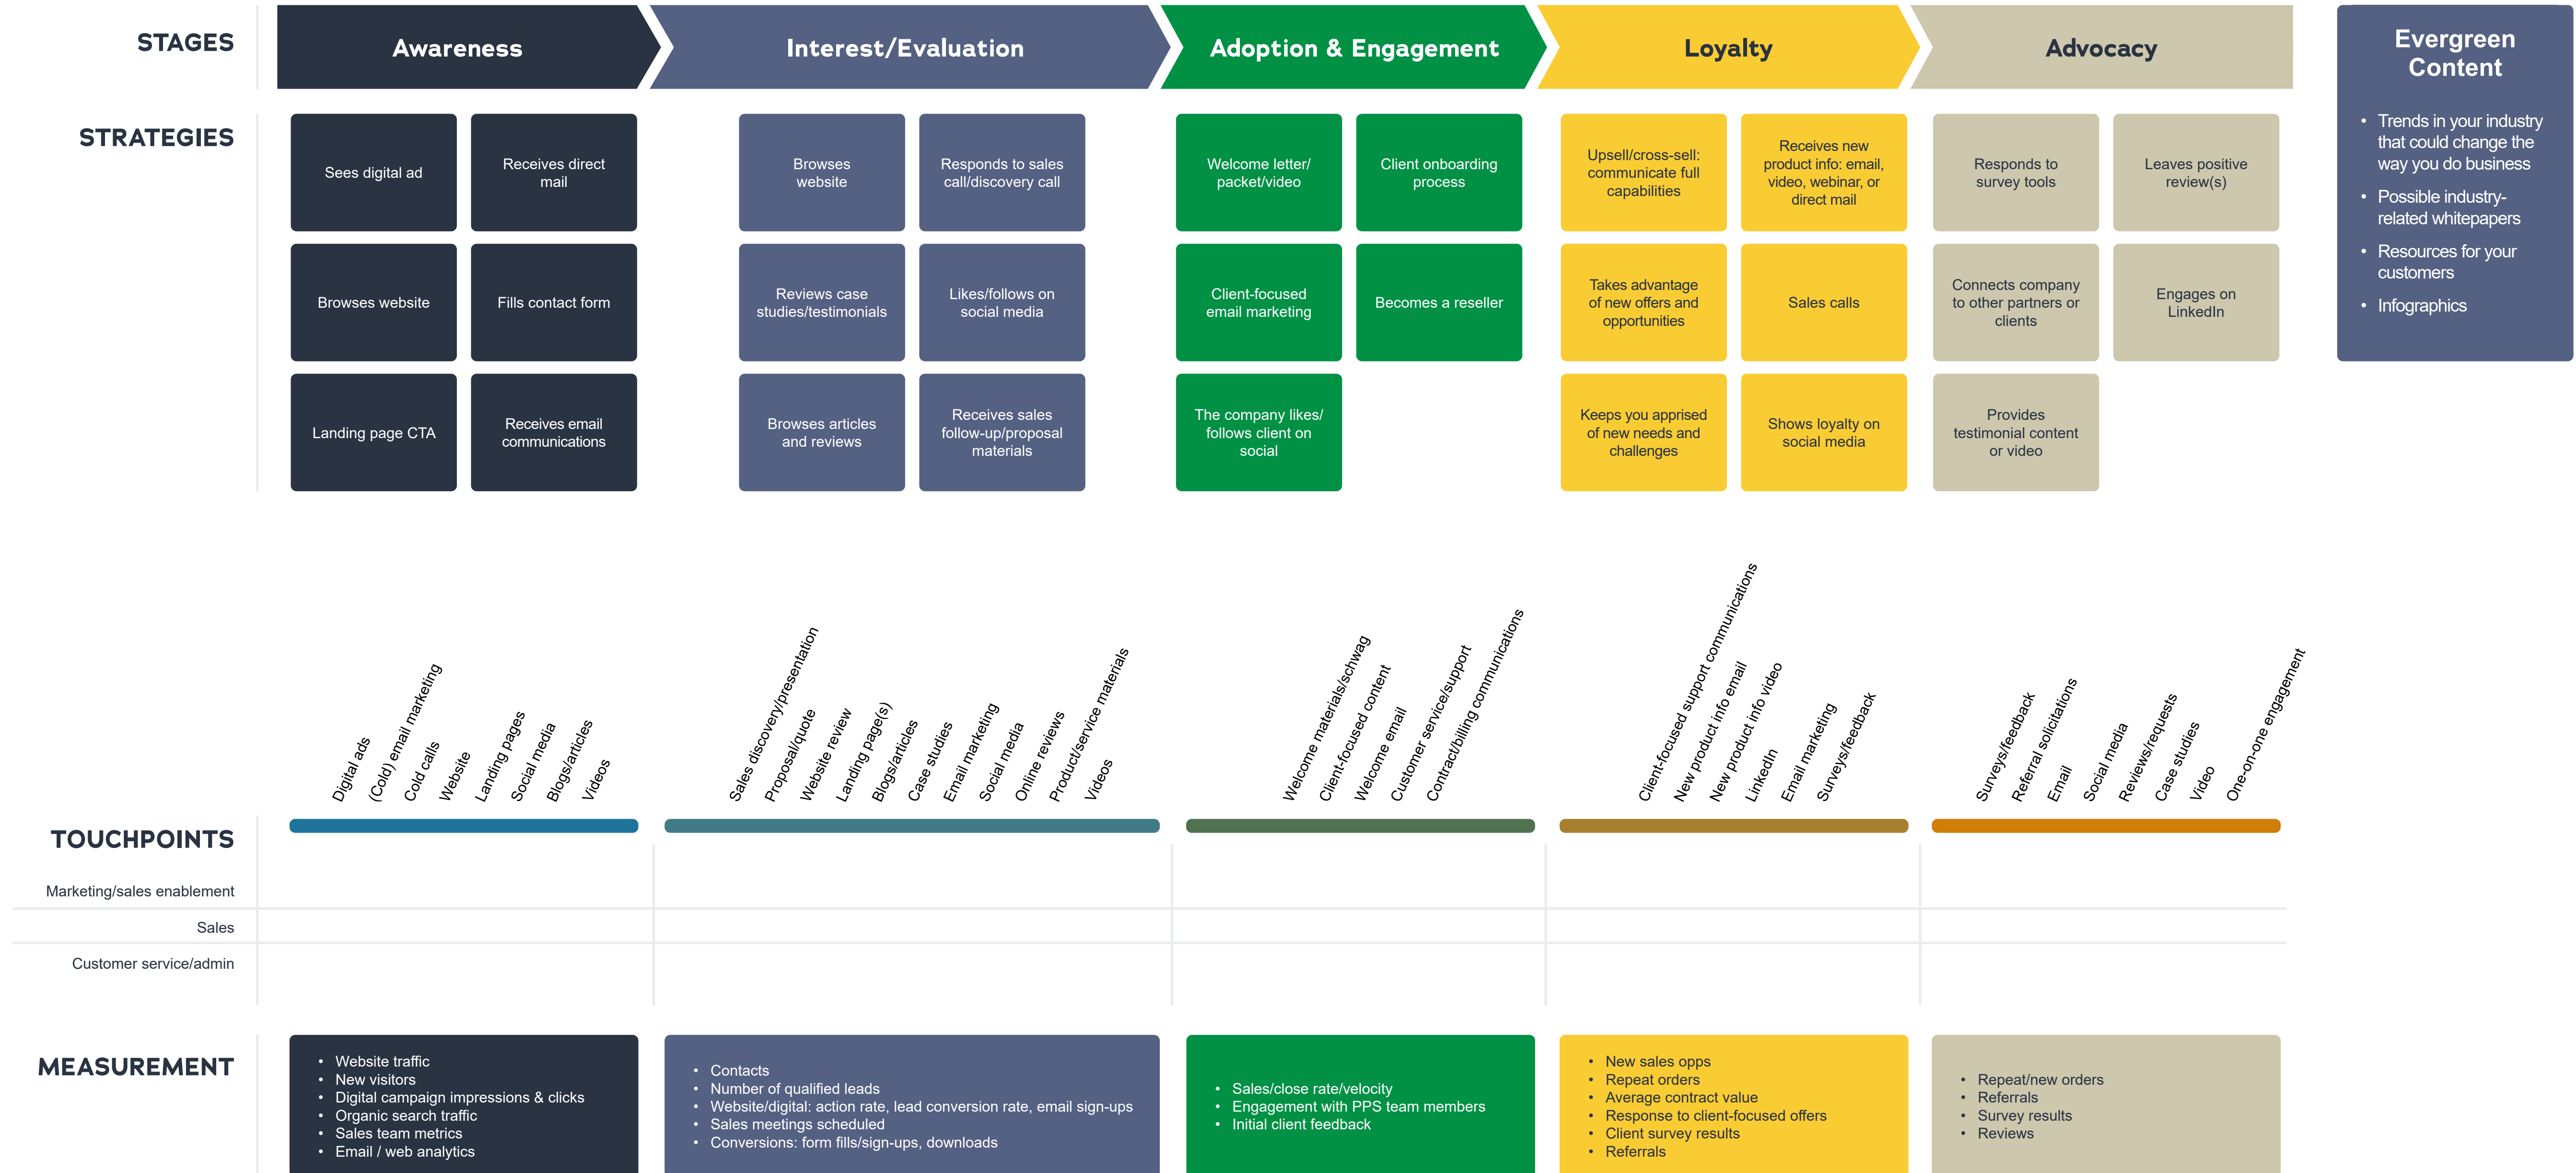 STAGES
Awareness
Interest/Evaluation
Adoption & Engagement
Loyalty
Advocacy
Evergreen
Content
• Trends in your industry
that could change the
way you do business
• Possible industry-
related whitepapers
• Resources for your
customers
• Infographics
STRATEGIES
Sees digital ad
Receives direct
mail
Browses website
Fills contact form
Landing page CTA
Receives email
communications
Browses
website
Responds to sales
call/discovery call
Reviews case
studies/testimonials
Likes/follows on
social media
Browses articles
and reviews
Receives sales
follow-up/proposal
materials
Welcome letter/
packet/video
Client onboarding
process
Client-focused
email marketing
Becomes a reseller
The company likes/
follows client on
social
Upsell/cross-sell:
communicate full
capabilities
Receives new
product info: email,
video, webinar, or
direct mail
Takes advantage
of new offers and
opportunities
Sales calls
Keeps you apprised
of new needs and
challenges
Shows loyalty on
social media
Responds to
survey tools
Leaves positive
review(s)
Connects company
to other partners or
clients
Engages on
LinkedIn
Provides
testimonial content
or video
TOUCHPOINTS
Digital ads
(Cold) email marketing
Cold calls
Website
Landing pages
Social media
Blogs/articles
Videos
Sales discovery/presentation
Proposal/quote
Website review
Landing page(s)
Blogs/articles
Case studies
Email marketing
Social media
Online reviews
Product/service materials
Videos
Welcome materials/schwag
Client-focused content
Welcome email
Customer service/support
Contract/billing communications
Client-focused support communications
New product info email
New product info video
LinkedIn
Email marketing
Surveys/feedback
Surveys/feedback
Referral solicitations
Email
Social media
Reviews/requests
Case studies
Video
One-on-one engagement
Marketing/sales enablement
Sales
Customer service/admin
MEASUREMENT
• Website traffic
• New visitors
• Digital campaign impressions & clicks
• Organic search traffic
• Sales team metrics
• Email / web analytics
• Contacts
• Number of qualified leads
• Website/digital: action rate, lead conversion rate, email sign-ups
• Sales meetings scheduled
• Conversions: form fills/sign-ups, downloads
• Sales/close rate/velocity
• Engagement with PPS team members
• Initial client feedback
• New sales opps
• Repeat orders
• Average contract value
• Response to client-focused offers
• Client survey results
• Referrals
• Repeat/new orders
• Referrals
• Survey results
• Reviews